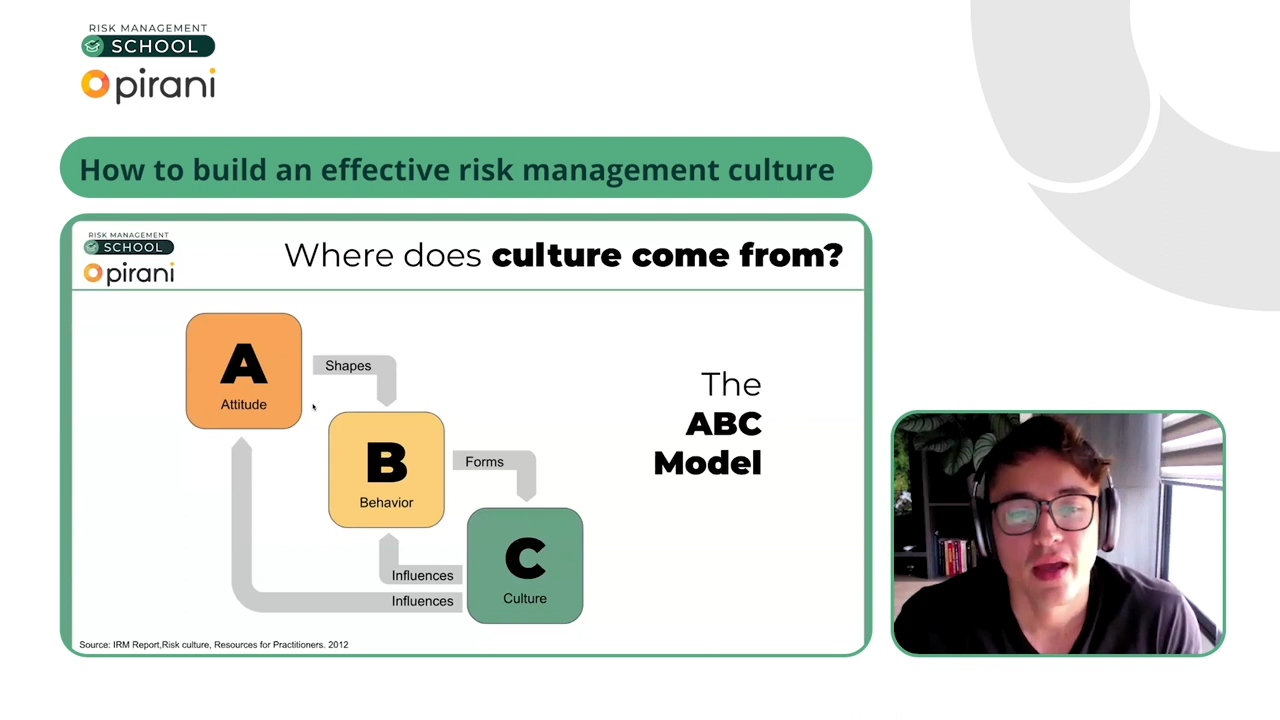 RISK MANAGEMENT
SCHOOL
pirani
How to build an effective risk management culture
RISK MANAGEMENT
SCHOOL
pirani
Where does culture come from?
A
Attitude
Shapes
B
Behavior
Forms
C
Culture
Influences
Influences
The
ABC
Model
Source: IRM Report,Risk culture, Resources for Practitioners. 2012